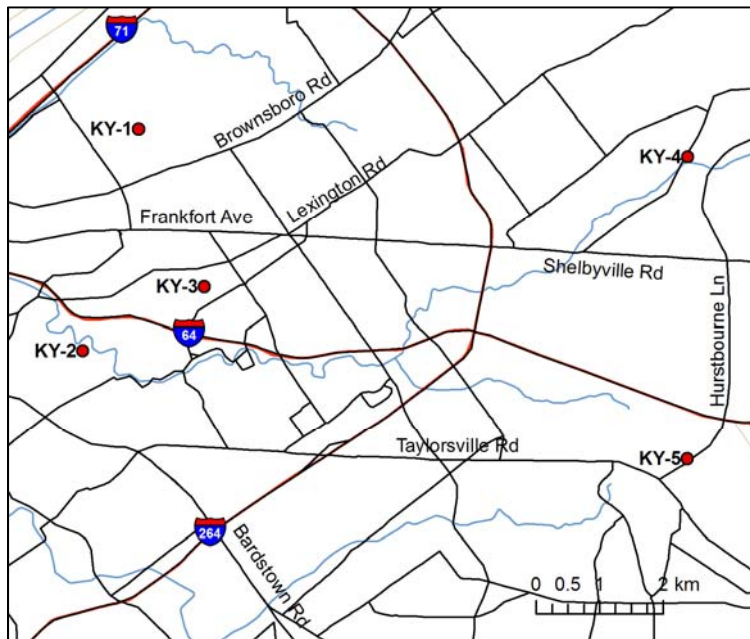 71
Brownsboro Rd
KY-1
KY-4
Lexington Rd
Frankfort Ave
Shelbyville Rd
KY-3
Hurstbourne Ln
64
KY-2
Taylorsville Rd
KY-5
264
Bardstown Rd
0 0.5 1 2 km